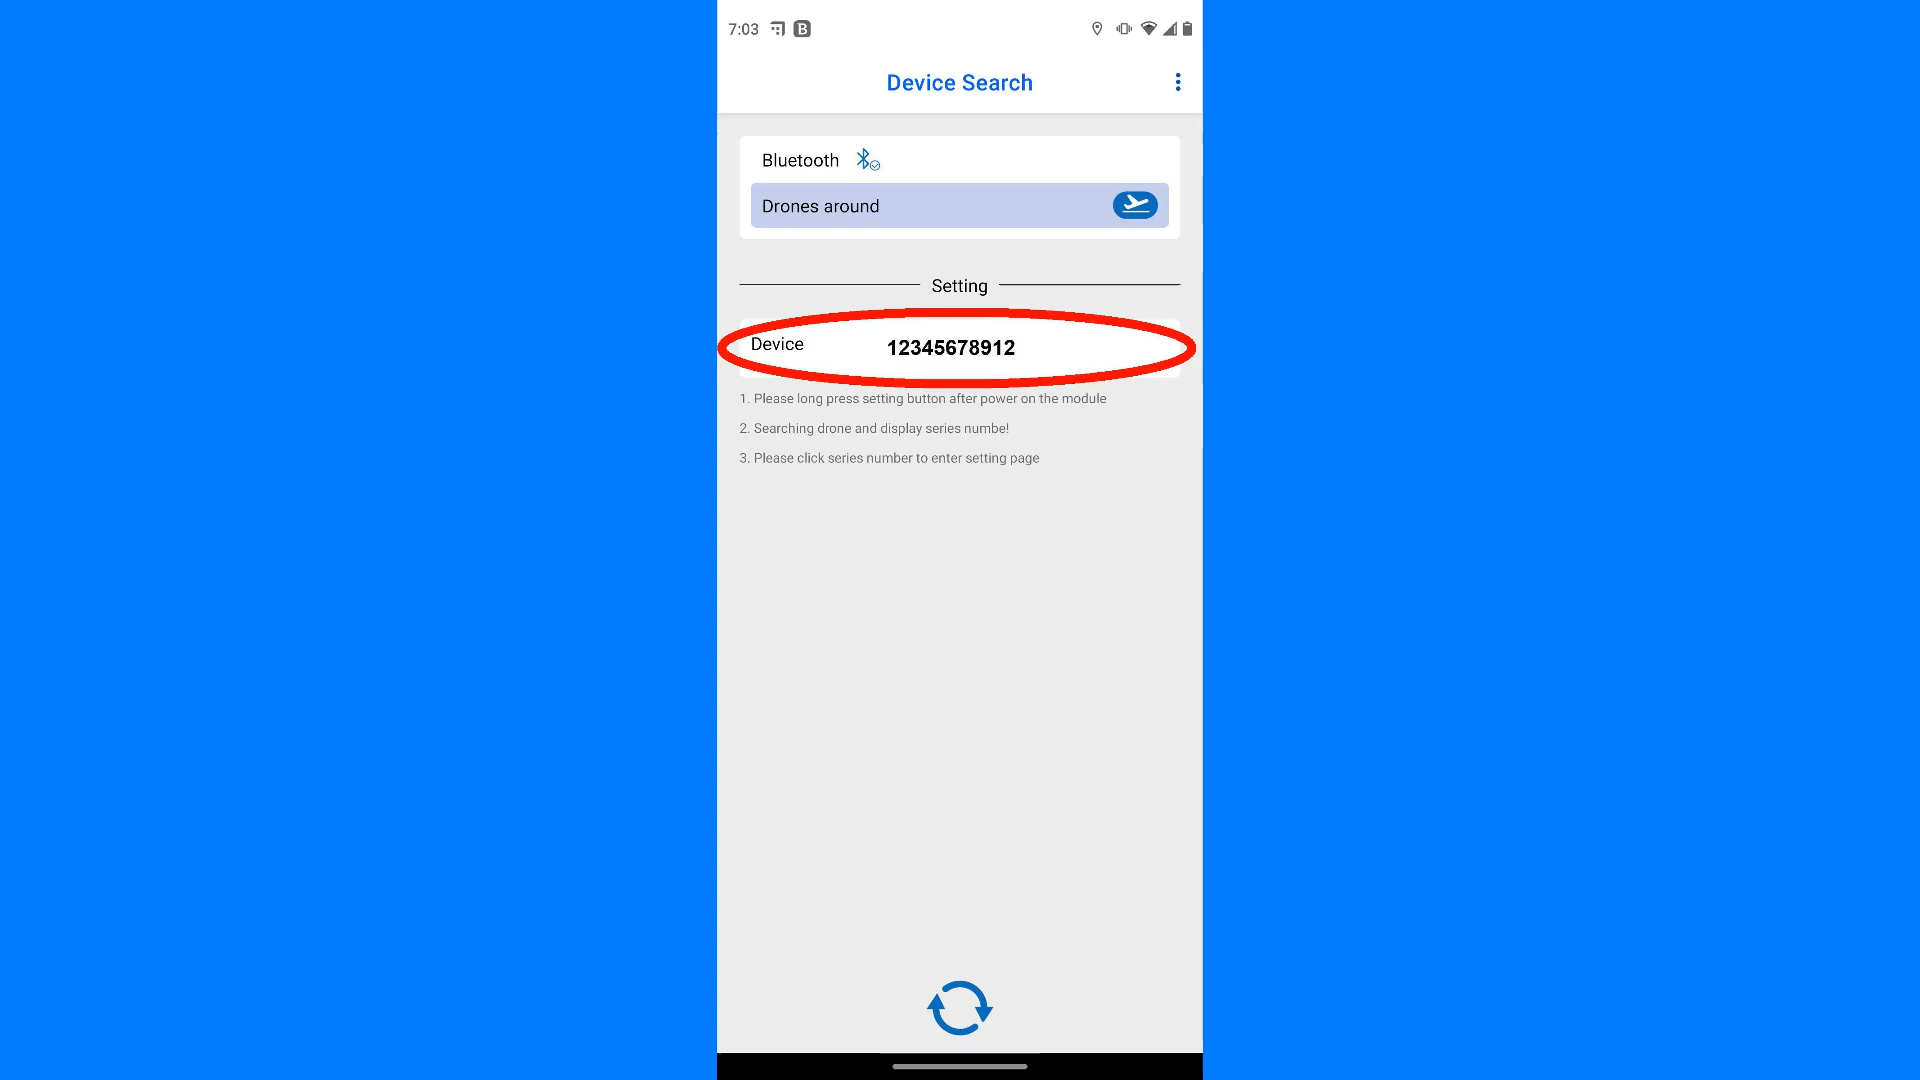 7:03 B
Device Search
Bluetooth
Drones around
Setting
Device 12345678912
1. Please long press setting button after power on the module
2. Searching drone and display series numbe!
3. Please click series number to enter setting page